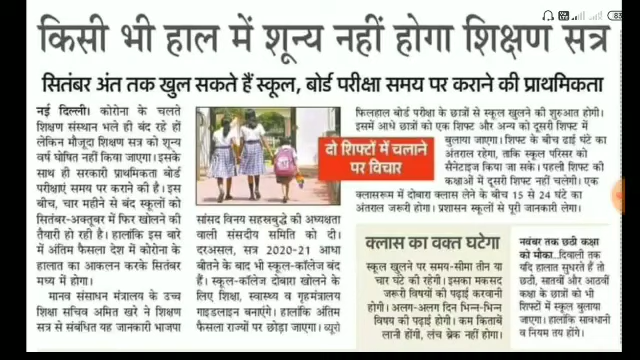 83
किसी भी हाल में शून्य नहीं होगा शिक्षण सत्र
सितंबर अंत तक खुल सकते हैं स्कूल, बोर्ड परीक्षा समय पर कराने की प्राथमिकता
नई दिल्ली। कोरोना के चलते
शिक्षण संस्थान भले ही बंद रहे हों
लेकिन मौजूदा शिक्षण सत्र को शून्य
वर्ष घोषित नहीं किया जाएगा। इसके
साथ ही सरकारी प्राथमिकता बोर्ड
परीक्षाएं समय पर कराने की है। इस
बीच, चार महीने से बंद स्कूलों को
सितंबर-अक्तूबर में फिर खोलने की
तैयारी हो रही है। हालांकि इस बारे
में अंतिम फैसला देश में कोरोना के
हालात का आकलन करके सितंबर
मध्य में होगा।
मानव संसाधन मंत्रालय के उच्च
शिक्षा सचिव अमित खरे ने शिक्षण
सत्र से संबंधित यह जानकारी भाजपा
सांसद विनय सहस्रबुद्धे की अध्यक्षता
वाली संसदीय समिति को दी।
दरअसल, सत्र 2020-21 आधा
बीतने के बाद भी स्कूल-कॉलेज बंद
हैं। स्कूल-कॉलेज दोबारा खोलने के
लिए शिक्षा, स्वास्थ्य व गृहमंत्रालय
गाइडलाइन बनाएंगे। हालांकि अंतिम
फैसला राज्यों पर छोड़ा जाएगा। ब्यूरो
दो शिफ्टों में चलाने
पर विचार
फिलहाल बोर्ड परीक्षा के छात्रों से स्कूल खुलने की शुरुआत होगी।
इसमें आधे छात्रों को एक शिफ्ट और अन्य को दूसरी शिफ्ट में
बुलाया जाएगा। शिफ्ट के बीच ढाई घंटे का
अंतराल रहेगा, ताकि स्कूल परिसर को
सैनेटाइज किया जा सके। पहली शिफ्ट की
कक्षाओं में दूसरी शिफ्ट नहीं चलेगी। एक
क्लासरूम में दोबारा क्लास लेने के बीच 15 से 24 घंटे का
अंतराल जरूरी होगा। प्रशासन स्कूलों से पूरी जानकारी लेगा।
क्लास का वक्त घटेगा
स्कूल खुलने पर समय-सीमा तीन या
चार घंटे की रहेगी। इसका मकसद
जरूरी विषयों की पढ़ाई करवानी
होगी। अलग-अलग दिन भिन्न-भिन्न
विषय की पढ़ाई होगी। कम किताबें
लानी होंगी, लंच ब्रेक नहीं होगा।
नवंबर तक छठी कक्षा
को मौका..दिवाली तक
यदि हालात सुधरते हैं तो
छठी, सातवीं और आठवीं
कक्षा के छात्रों को भी
शिफ्टों में स्कूल बुलाया
जाएगा। हालांकि सावधानी
व नियम तय होंगे।